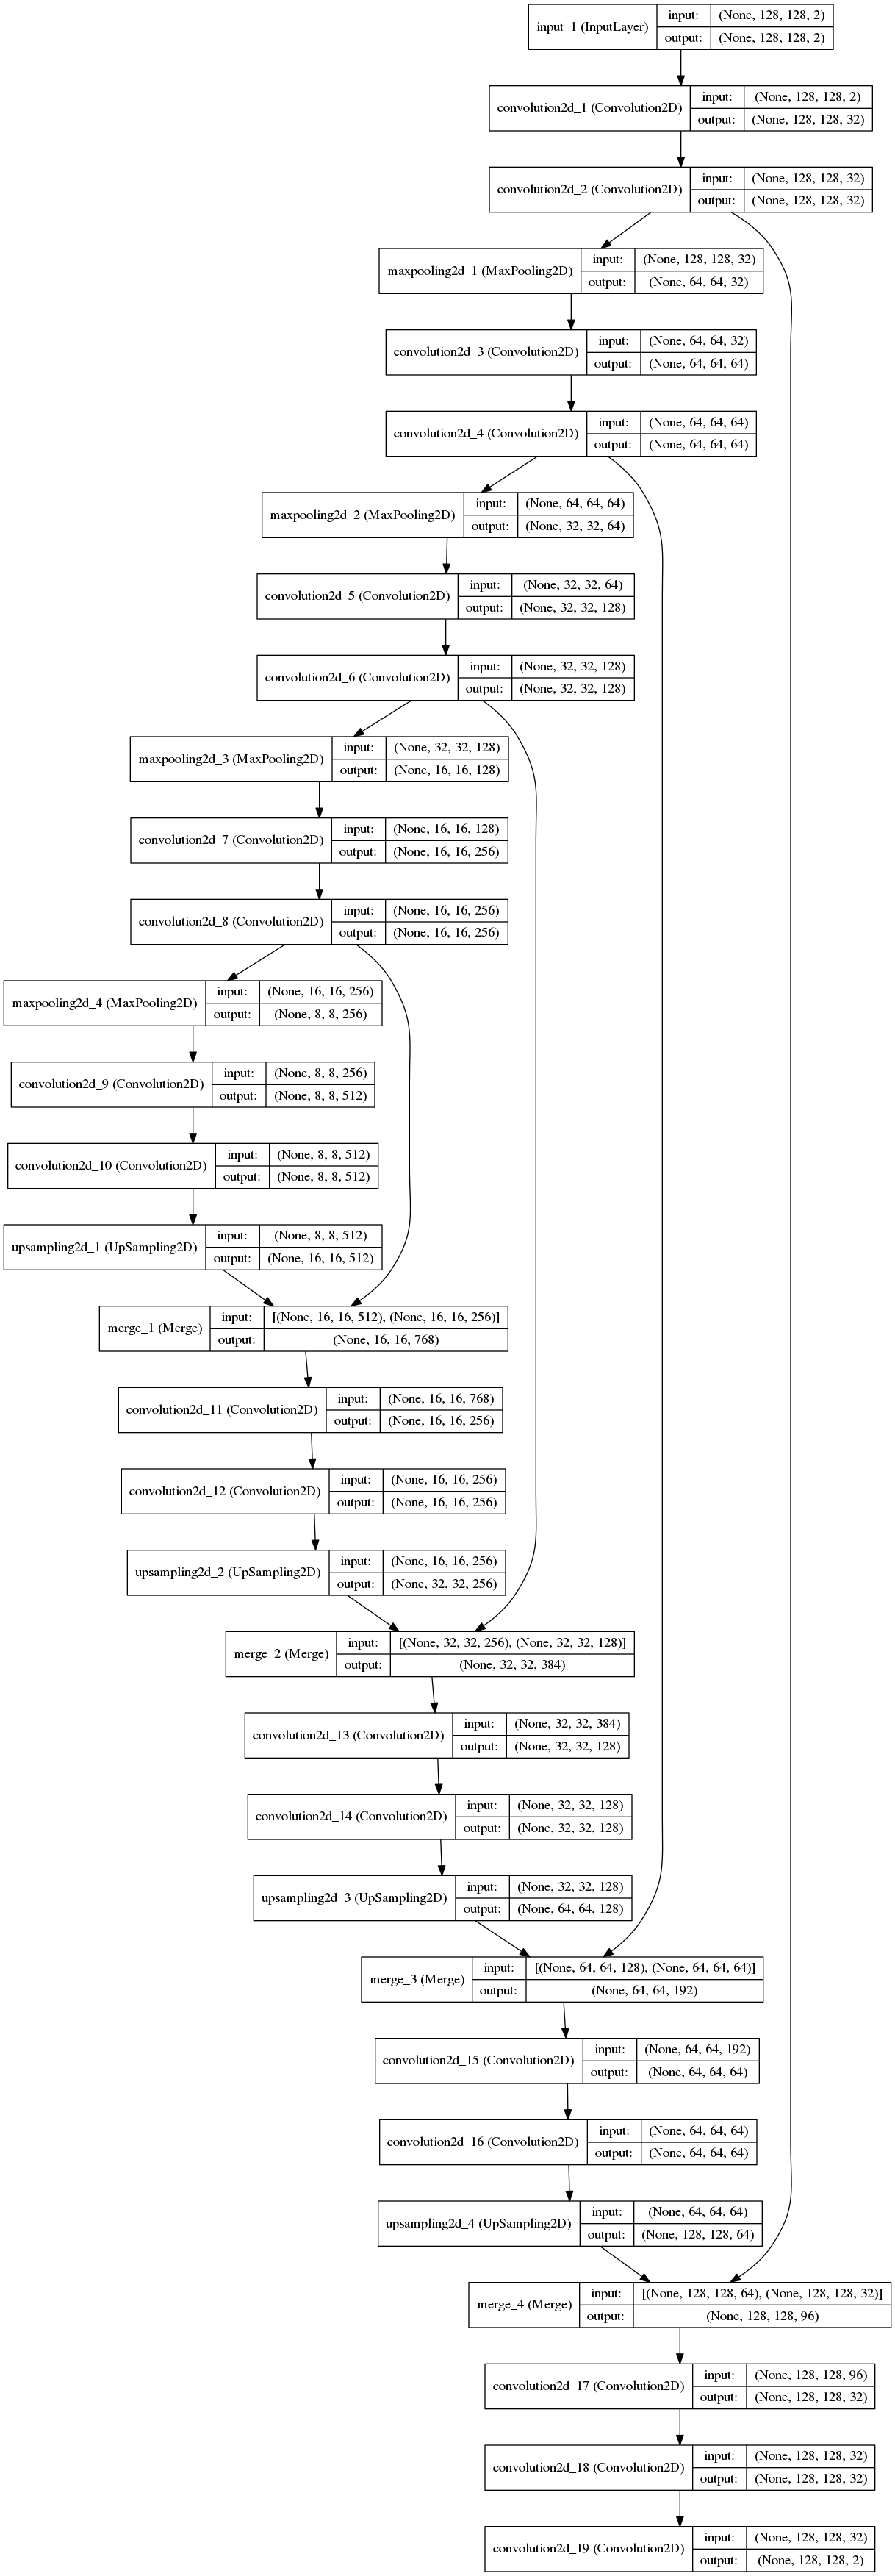 input_1 (InputLayer) input: (None, 128, 128, 2)
output: (None, 128, 128, 2)
convolution2d_1 (Convolution2D) input: (None, 128, 128, 2)
output: (None, 128, 128, 32)
convolution2d_2 (Convolution2D) input: (None, 128, 128, 32)
output: (None, 128, 128, 32)
maxpooling2d_1 (MaxPooling2D) input: (None, 128, 128, 32)
output: (None, 64, 64, 32)
convolution2d_3 (Convolution2D) input: (None, 64, 64, 32)
output: (None, 64, 64, 64)
convolution2d_4 (Convolution2D) input: (None, 64, 64, 64)
output: (None, 64, 64, 64)
maxpooling2d_2 (MaxPooling2D) input: (None, 64, 64, 64)
output: (None, 32, 32, 64)
convolution2d_5 (Convolution2D) input: (None, 32, 32, 64)
output: (None, 32, 32, 128)
convolution2d_6 (Convolution2D) input: (None, 32, 32, 128)
output: (None, 32, 32, 128)
maxpooling2d_3 (MaxPooling2D) input: (None, 32, 32, 128)
output: (None, 16, 16, 128)
convolution2d_7 (Convolution2D) input: (None, 16, 16, 128)
output: (None, 16, 16, 256)
convolution2d_8 (Convolution2D) input: (None, 16, 16, 256)
output: (None, 16, 16, 256)
maxpooling2d_4 (MaxPooling2D) input: (None, 16, 16, 256)
output: (None, 8, 8, 256)
convolution2d_9 (Convolution2D) input: (None, 8, 8, 256)
output: (None, 8, 8, 512)
convolution2d_10 (Convolution2D) input: (None, 8, 8, 512)
output: (None, 8, 8, 512)
upsampling2d_1 (UpSampling2D) input: (None, 8, 8, 512)
output: (None, 16, 16, 512)
merge_1 (Merge) input: [(None, 16, 16, 512), (None, 16, 16, 256)]
output: (None, 16, 16, 768)
convolution2d_11 (Convolution2D) input: (None, 16, 16, 768)
output: (None, 16, 16, 256)
convolution2d_12 (Convolution2D) input: (None, 16, 16, 256)
output: (None, 16, 16, 256)
upsampling2d_2 (UpSampling2D) input: (None, 16, 16, 256)
output: (None, 32, 32, 256)
merge_2 (Merge) input: [(None, 32, 32, 256), (None, 32, 32, 128)]
output: (None, 32, 32, 384)
convolution2d_13 (Convolution2D) input: (None, 32, 32, 384)
output: (None, 32, 32, 128)
convolution2d_14 (Convolution2D) input: (None, 32, 32, 128)
output: (None, 32, 32, 128)
upsampling2d_3 (UpSampling2D) input: (None, 32, 32, 128)
output: (None, 64, 64, 128)
merge_3 (Merge) input: [(None, 64, 64, 128), (None, 64, 64, 64)]
output: (None, 64, 64, 192)
convolution2d_15 (Convolution2D) input: (None, 64, 64, 192)
output: (None, 64, 64, 64)
convolution2d_16 (Convolution2D) input: (None, 64, 64, 64)
output: (None, 64, 64, 64)
upsampling2d_4 (UpSampling2D) input: (None, 64, 64, 64)
output: (None, 128, 128, 64)
merge_4 (Merge) input: [(None, 128, 128, 64), (None, 128, 128, 32)]
output: (None, 128, 128, 96)
convolution2d_17 (Convolution2D) input: (None, 128, 128, 96)
output: (None, 128, 128, 32)
convolution2d_18 (Convolution2D) input: (None, 128, 128, 32)
output: (None, 128, 128, 32)
convolution2d_19 (Convolution2D) input: (None, 128, 128, 32)
output: (None, 128, 128, 2)